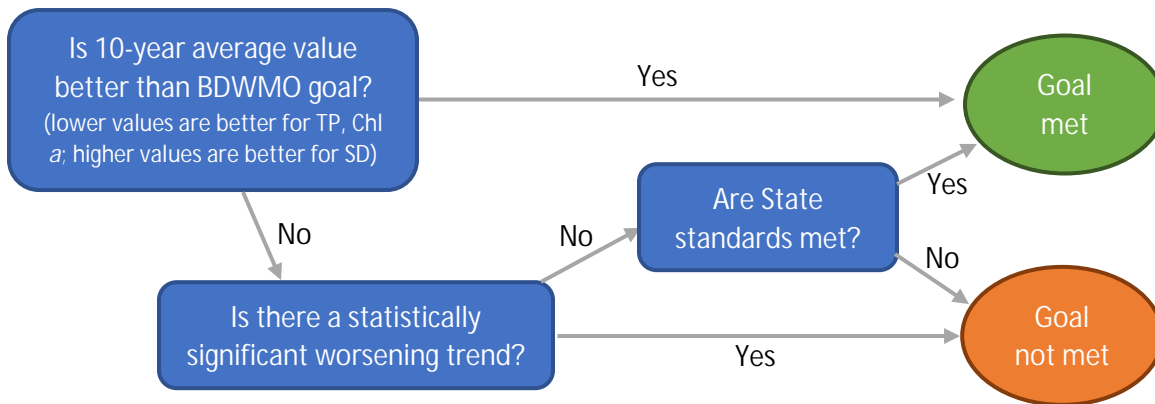 Is 10-year average value
better than BDWMO goal?
(lower values are better for TP, Chl
a; higher values are better for SD)
Yes
Goal
met
No
Is there a statistically
significant worsening trend?
No
Are State
standards met?
Yes
No
Yes
Goal
not met